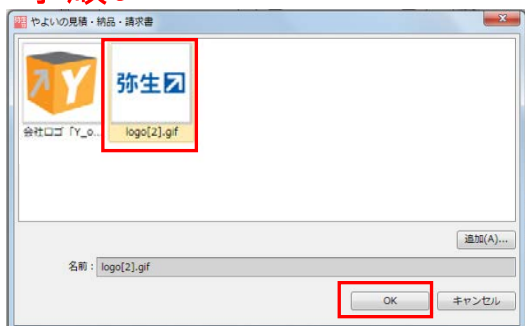 やよいの見積・納品・請求書
Y
弥生
会社ロゴ「Y_o...
logo[2].gif
追加(A)...
名前：
logo[2].gif
OK
キャンセル